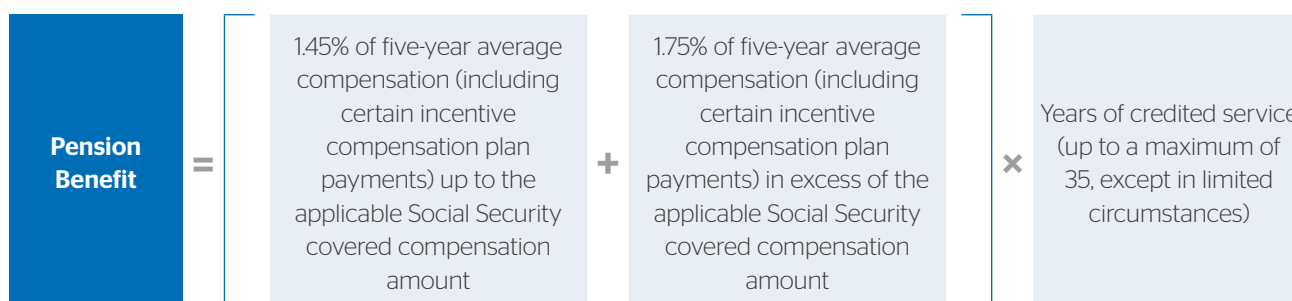 Pension
Benefit
=
1.45% of five-year average
compensation (including
certain incentive
compensation plan
payments) up to the
applicable Social Security
covered compensation
amount
+
1.75% of five-year average
compensation (including
certain incentive
compensation plan
payments) in excess of the
applicable Social Security
covered compensation
amount
×
Years of credited service
(up to a maximum of
35, except in limited
circumstances)